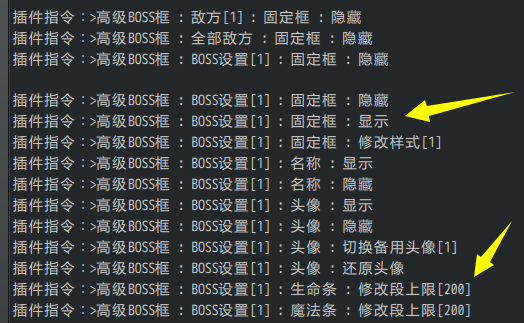 插件指令：>高级BOSS框 : 敌方[1] : 固定框 : 隐藏
插件指令：>高级BOSS框 : 全部敌方 : 固定框 : 隐藏
插件指令：>高级BOSS框 : BOSS设置[1] : 固定框 : 隐藏
插件指令：>高级BOSS框 : BOSS设置[1] : 固定框 : 隐藏
插件指令：>高级BOSS框 : BOSS设置[1] : 固定框 : 显示
插件指令：>高级BOSS框 : BOSS设置[1] : 固定框 : 修改样式[1]
插件指令：>高级BOSS框 : BOSS设置[1] : 名称 : 显示
插件指令：>高级BOSS框 : BOSS设置[1] : 名称 : 隐藏
插件指令：>高级BOSS框 : BOSS设置[1] : 头像 : 显示
插件指令：>高级BOSS框 : BOSS设置[1] : 头像 : 隐藏
插件指令：>高级BOSS框 : BOSS设置[1] : 头像 : 切换备用头像[1]
插件指令：>高级BOSS框 : BOSS设置[1] : 头像 : 还原头像
插件指令：>高级BOSS框 : BOSS设置[1] : 生命条 : 修改段上限[200]
插件指令：>高级BOSS框 : BOSS设置[1] : 魔法条 : 修改段上限[200]